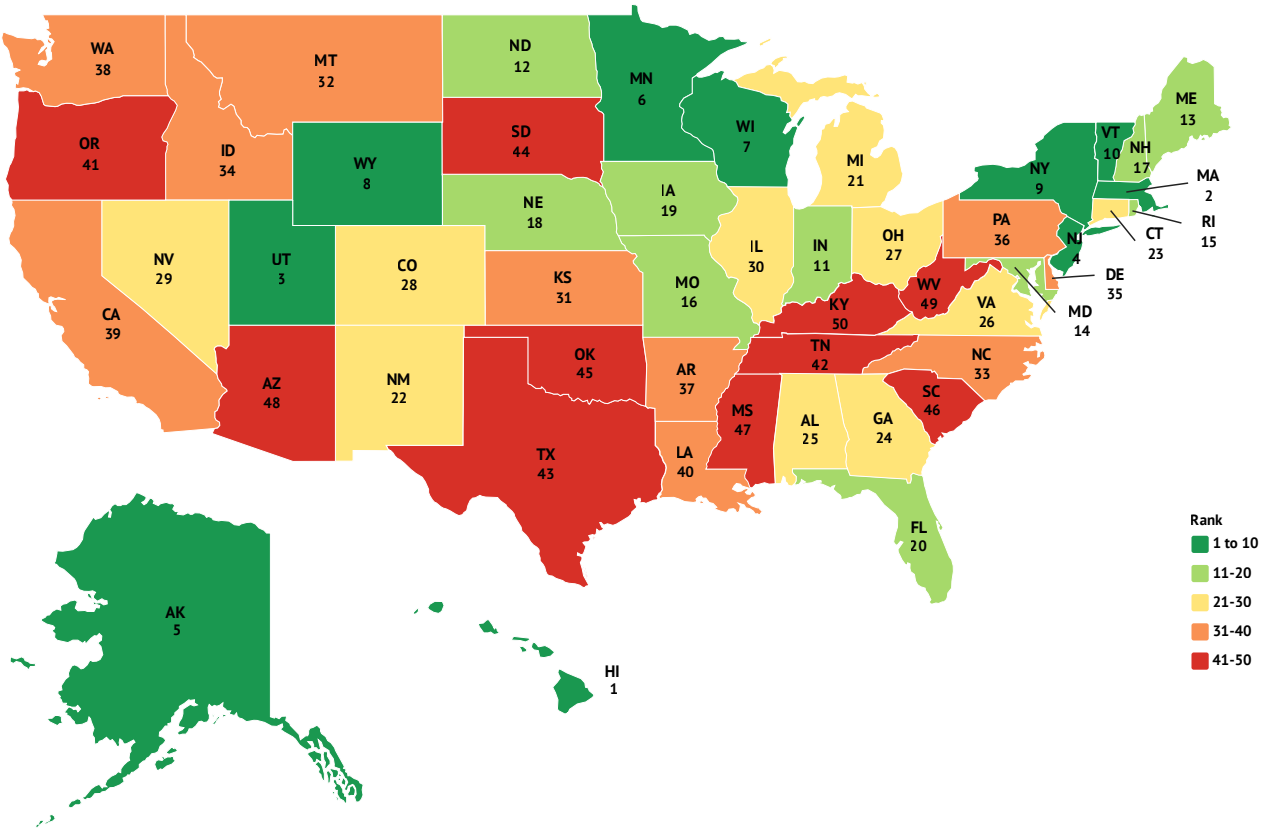 WA
38
MT
32
ND
12
MN
6
OR
41
ID
34
WY
8
SD
44
WI
7
MI
21
NY
9
VT
10
NH
17
ME
13
MA
2
RI
15
CT
23
NV
29
UT
3
CO
28
NE
18
IA
19
IL
30
IN
11
OH
27
PA
36
NJ
4
DE
35
MD
14
CA
39
KS
31
MO
16
KY
50
WV
49
VA
26
AZ
48
NM
22
OK
45
AR
37
TN
42
NC
33
TX
43
LA
40
MS
47
AL
25
GA
24
SC
46
FL
20
AK
5
HI
1
Rank
1 to 10
11-20
21-30
31-40
41-50